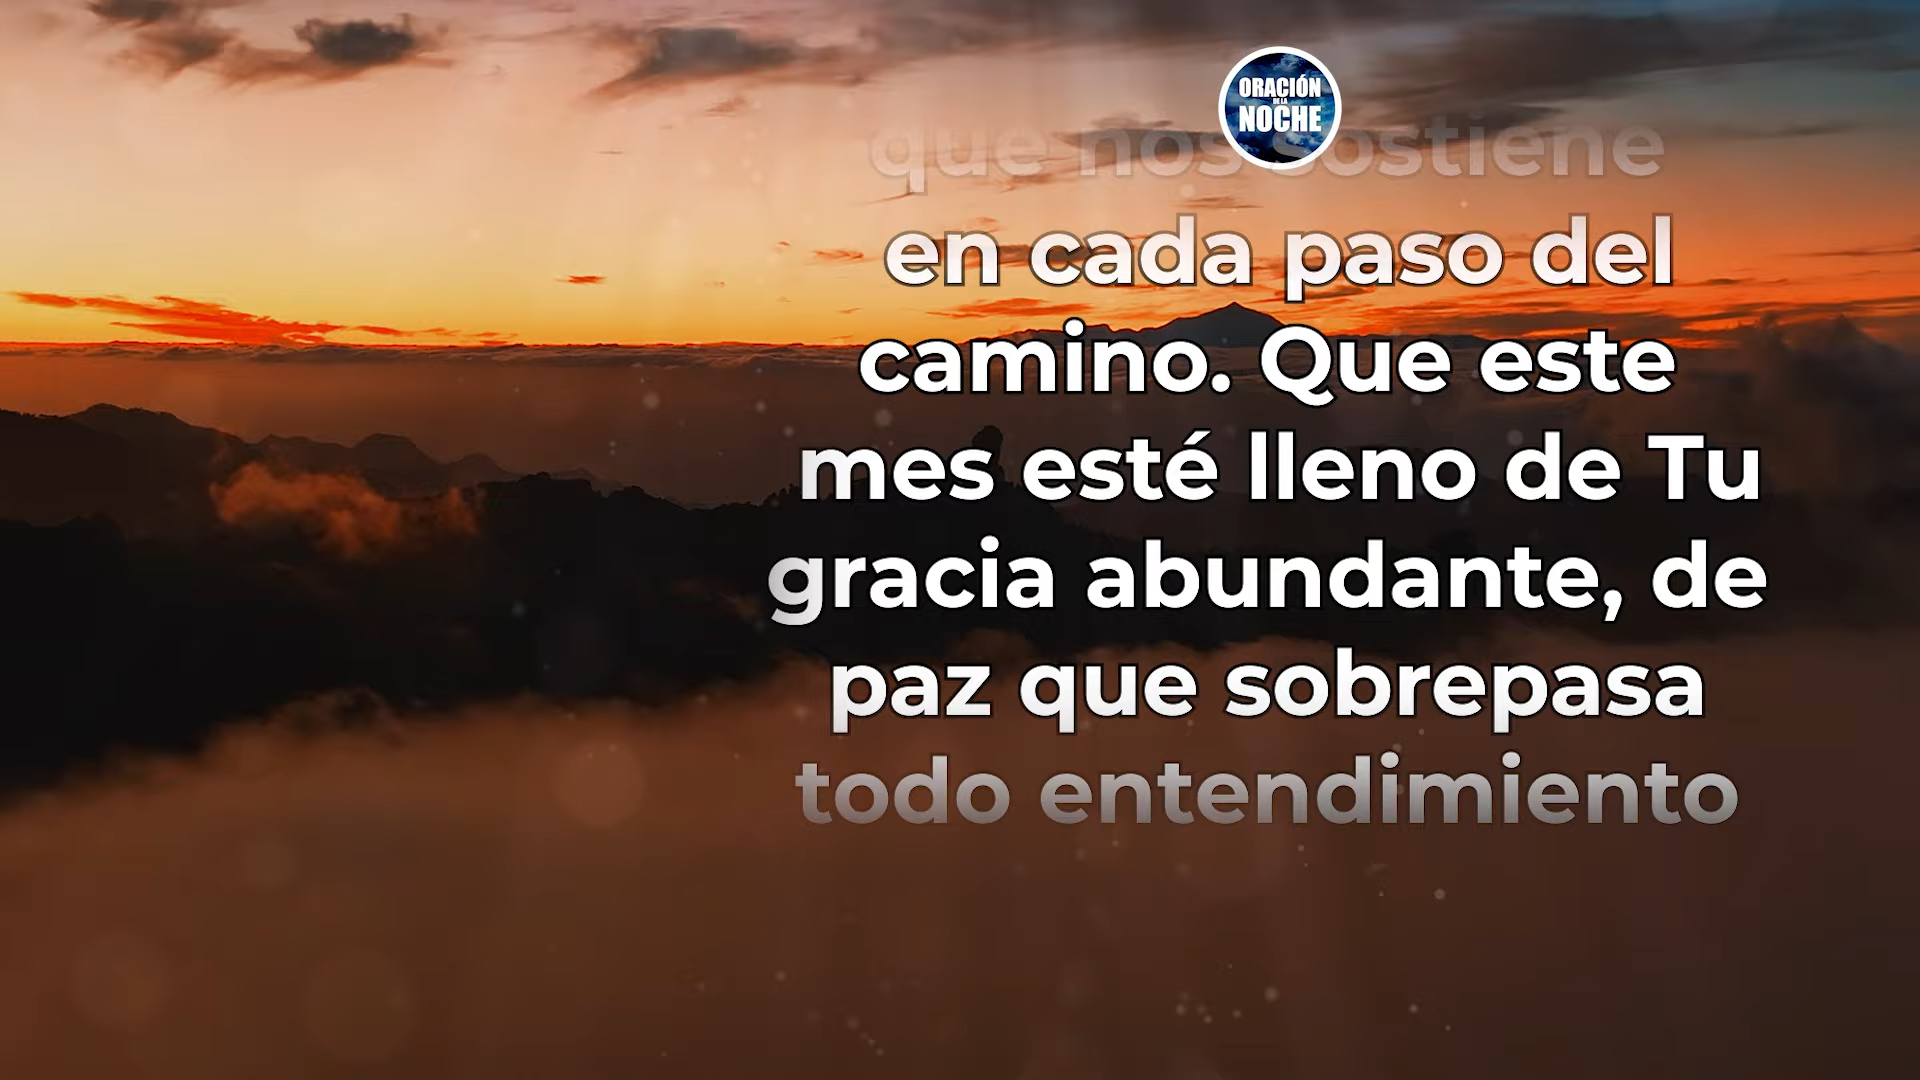 ORACIÓN
DE LA
NOCHE
que nos sostiene
en cada paso del
camino. Que este
mes esté lleno de Tu
gracia abundante, de
paz que sobrepasa
todo entendimiento